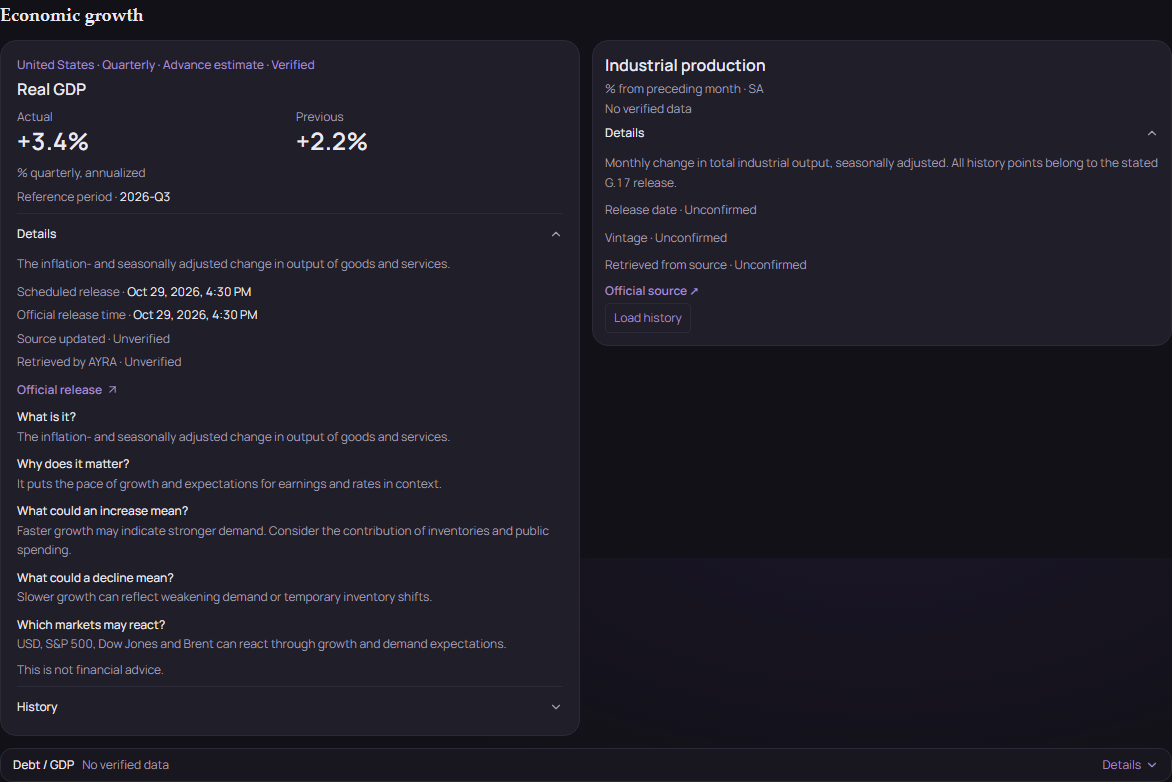 Economic growth
United States · Quarterly · Advance estimate · Verified
Real GDP
Actual
Previous
+3.4%
+2.2%
% quarterly, annualized
Reference period · 2026-Q3
Details
The inflation- and seasonally adjusted change in output of goods and services.
Scheduled release · Oct 29, 2026, 4:30 PM
Official release time · Oct 29, 2026, 4:30 PM
Source updated · Unverified
Retrieved by AYRA · Unverified
Official release ↗
What is it?
The inflation- and seasonally adjusted change in output of goods and services.
Why does it matter?
It puts the pace of growth and expectations for earnings and rates in context.
What could an increase mean?
Faster growth may indicate stronger demand. Consider the contribution of inventories and public
spending.
What could a decline mean?
Slower growth can reflect weakening demand or temporary inventory shifts.
Which markets may react?
USD, S&P 500, Dow Jones and Brent can react through growth and demand expectations.
This is not financial advice.
History
Industrial production
% from preceding month · SA
No verified data
Details
Monthly change in total industrial output, seasonally adjusted. All history points belong to the stated
G.17 release.
Release date · Unconfirmed
Vintage · Unconfirmed
Retrieved from source · Unconfirmed
Official source ↗
Load history
Debt / GDP No verified data
Details